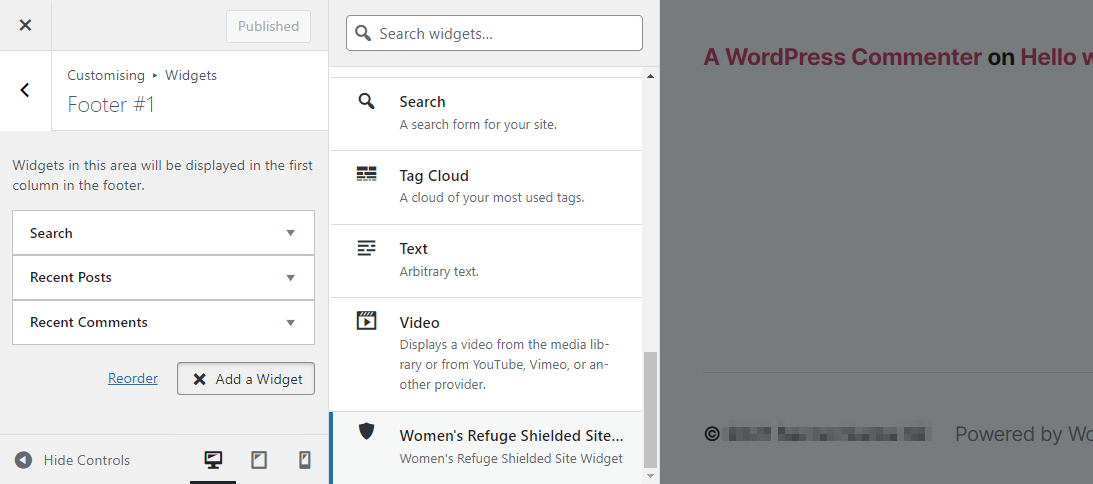 Published
Customising ▸ Widgets
Footer #1
Widgets in this area will be displayed in the first
column in the footer.
Search
Recent Posts
Recent Comments
Reorder
Add a Widget
Hide Controls
Search widgets...
Search
A search form for your site.
Tag Cloud
A cloud of your most used tags.
Text
Arbitrary text.
Video
Displays a video from the media lib-
rary or from YouTube, Vimeo, or an-
other provider.
Women's Refuge Shielded Site...
Women's Refuge Shielded Site Widget
A WordPress Commenter on Hello w
©
Powered by Wo